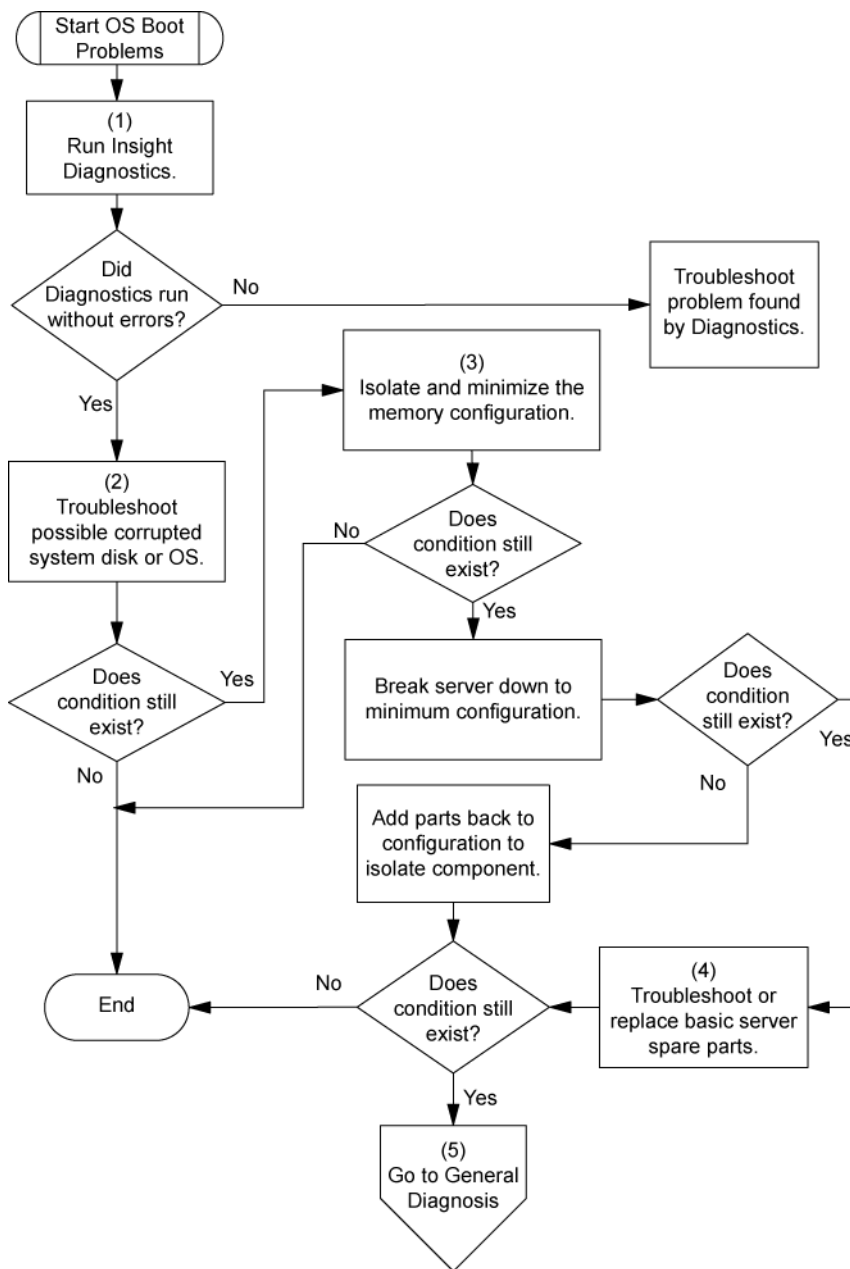 Start OS Boot
Problems
(1)
Run Insight
Diagnostics.
Did
Diagnostics run
without errors?
No
Troubleshoot
problem found
by Diagnostics.
Yes
(2)
Troubleshoot
possible corrupted
system disk or OS.
(3)
Isolate and minimize the
memory configuration.
No
Does
condition still
exist?
Yes
Does
condition still
exist?
Yes
No
Break server down to
minimum configuration.
Does
condition
still exist?
Yes
No
Add parts back to
configuration to
isolate component.
End
No
Does
condition still
exist?
(4)
Troubleshoot or
replace basic server
spare parts.
Yes
(5)
Go to General
Diagnosis